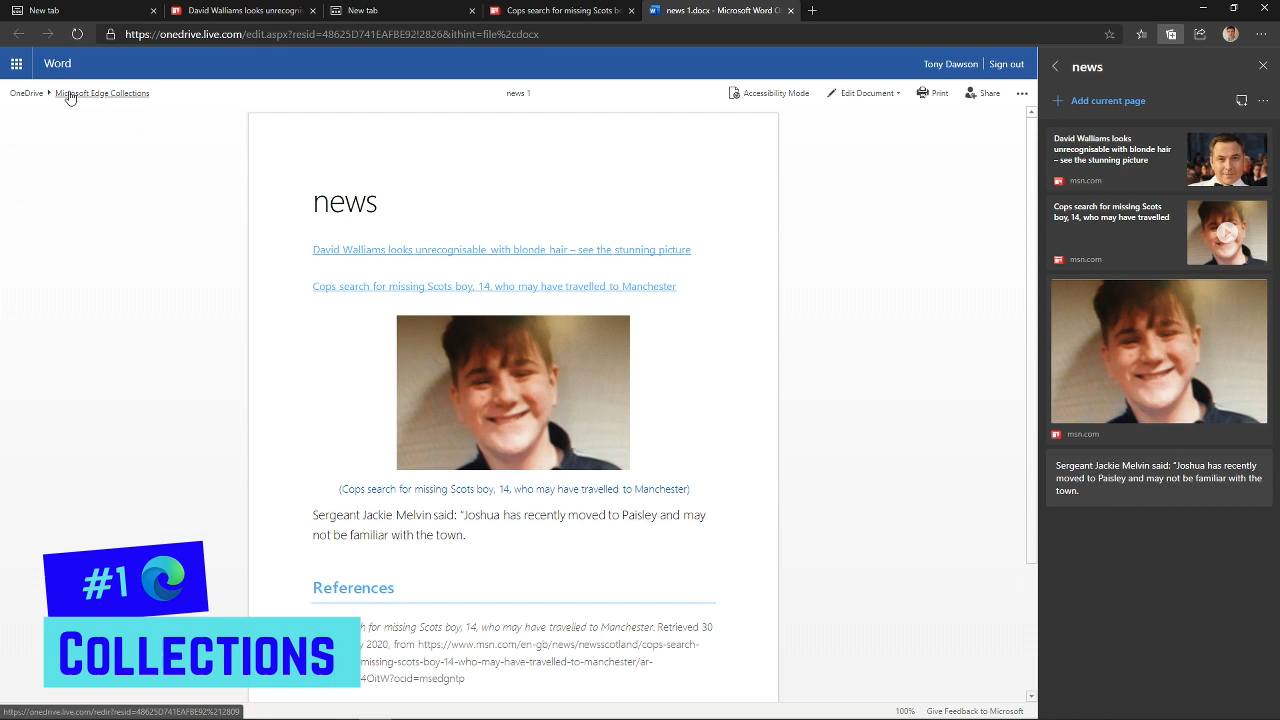 New tab
David Walliams looks unrecogni
New tab
Cops search for missing Scots b
news 1.docx - Microsoft Word O
https://onedrive.live.com/edit.aspx?resid=48625D741EAFBE92!2826&ithint=file%2cdocx
Word
Tony Dawson
Sign out
OneDrive
Microsoft Edge Collections
news 1
Accessibility Mode
Edit Document
Print
Share
news
David Walliams looks unrecognisable with blonde hair – see the stunning picture
Cops search for missing Scots boy, 14, who may have travelled to Manchester
(Cops search for missing Scots boy, 14, who may have travelled to Manchester)
Sergeant Jackie Melvin said: “Joshua has recently moved to Paisley and may
not be familiar with the town.
References
h for missing Scots boy, 14, who may have travelled to Manchester. Retrieved 30
y 2020, from https://www.msn.com/en-gb/news/newsscotland/cops-search-
missing-scots-boy-14-who-may-have-travelled-to-manchester/ar-
4OitW?ocid=msedgntp
#1
COLLECTIONS
https://onedrive.live.com/redir?resid=48625D741EAFBE92%212809
100%
Give Feedback to Microsoft
news
Add current page
David Walliams looks
unrecognisable with blonde hair
– see the stunning picture
msn.com
Cops search for missing Scots
boy, 14, who may have travelled
msn.com
msn.com
Sergeant Jackie Melvin said: “Joshua has recently
moved to Paisley and may not be familiar with the
town.